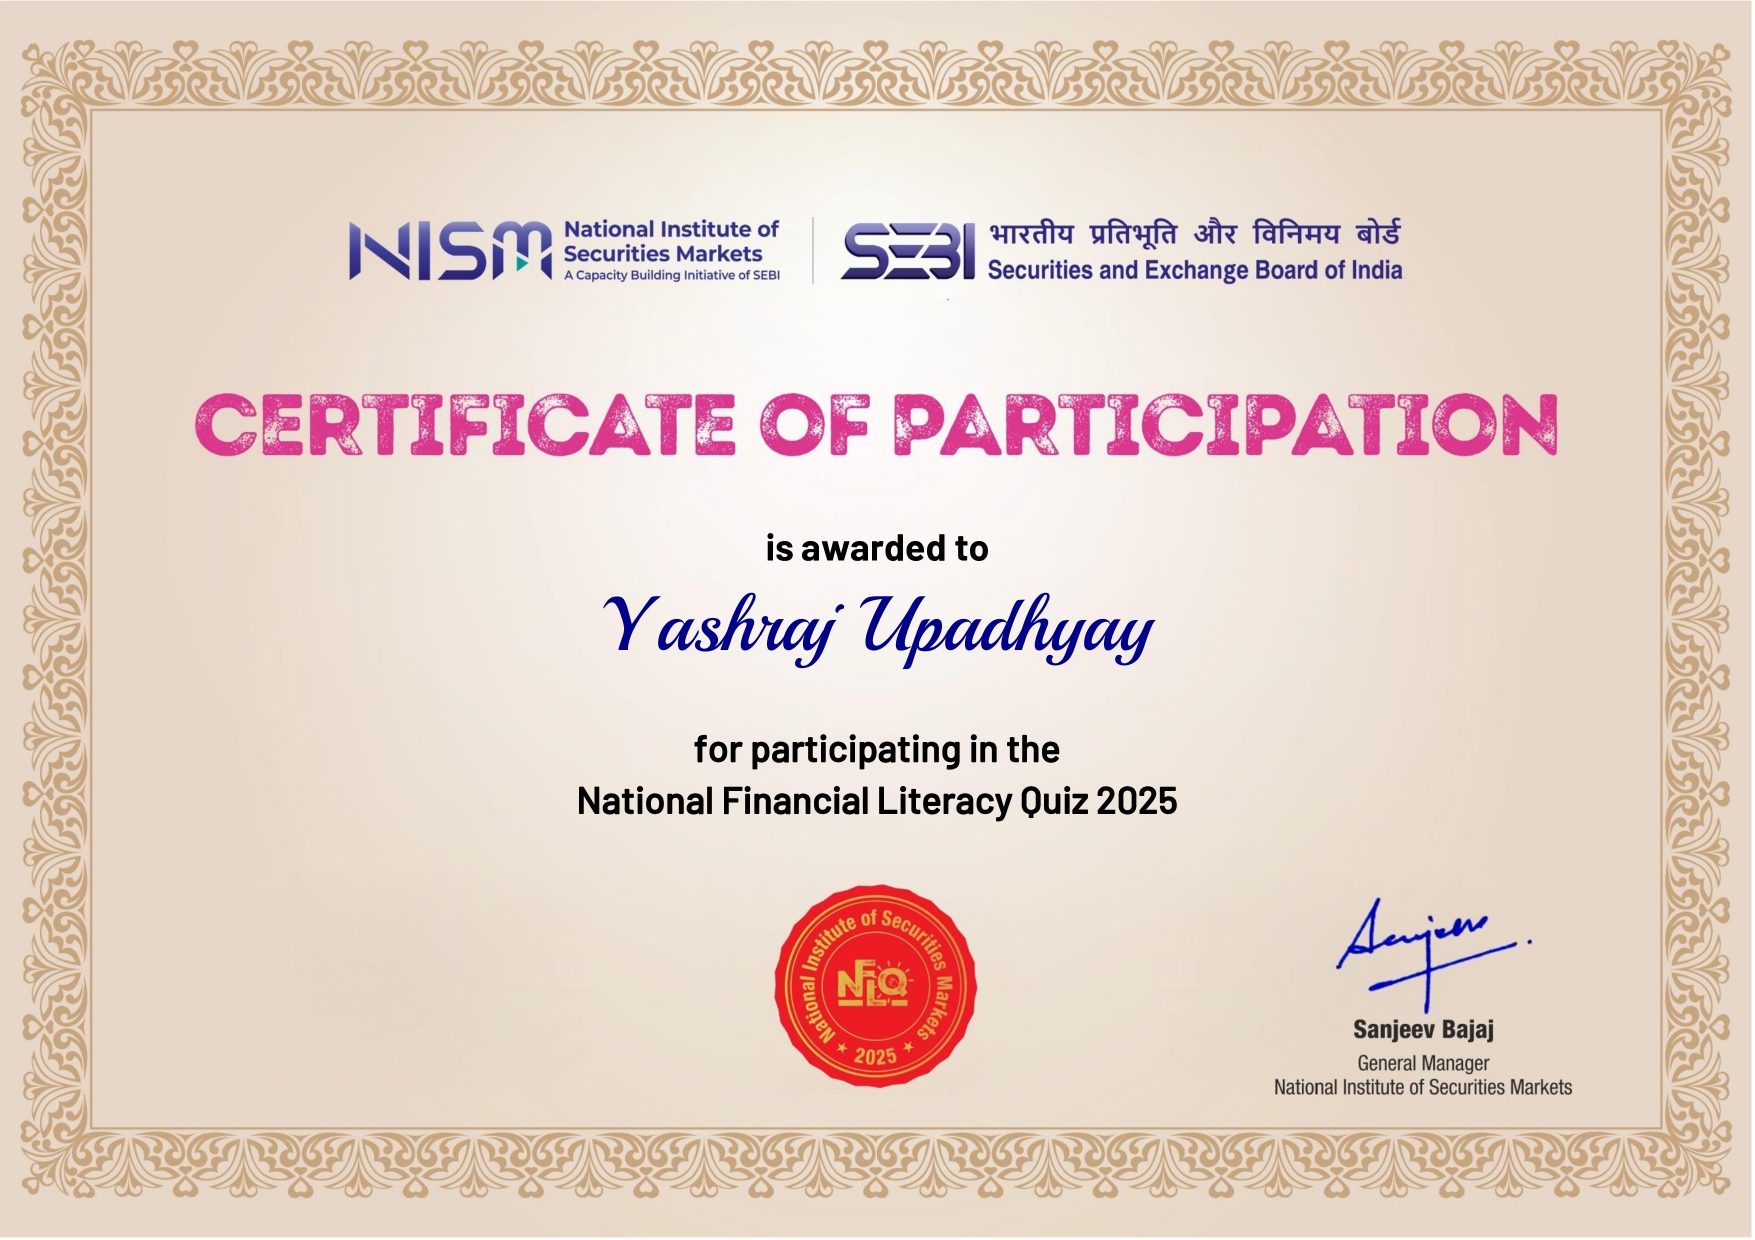 NISM
National Institute of
Securities Markets
A Capacity Building Initiative of SEBI
SEBI
भारतीय प्रतिभूति और विनिमय बोर्ड
Securities and Exchange Board of India
CERTIFICATE OF PARTICIPATION
is awarded to
Yashraj Upadhyay
for participating in the
National Financial Literacy Quiz 2025
National Institute of Securities Markets
NFLQ
★ 2025 ★
Sanjeev
Sanjeev Bajaj
General Manager
National Institute of Securities Markets